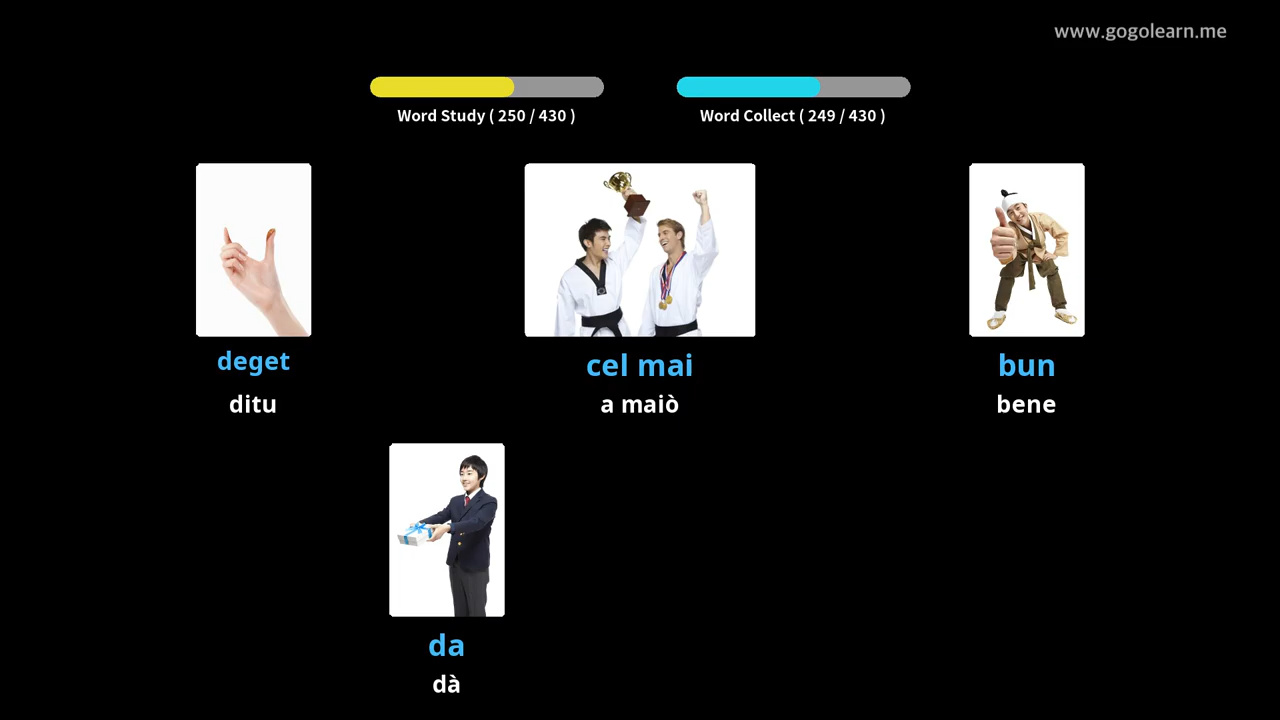 www.gogolearn.me
Word Study ( 250 / 430 )
Word Collect ( 249 / 430 )
deget
ditu
cel mai
a maiò
bun
bene
da
dà